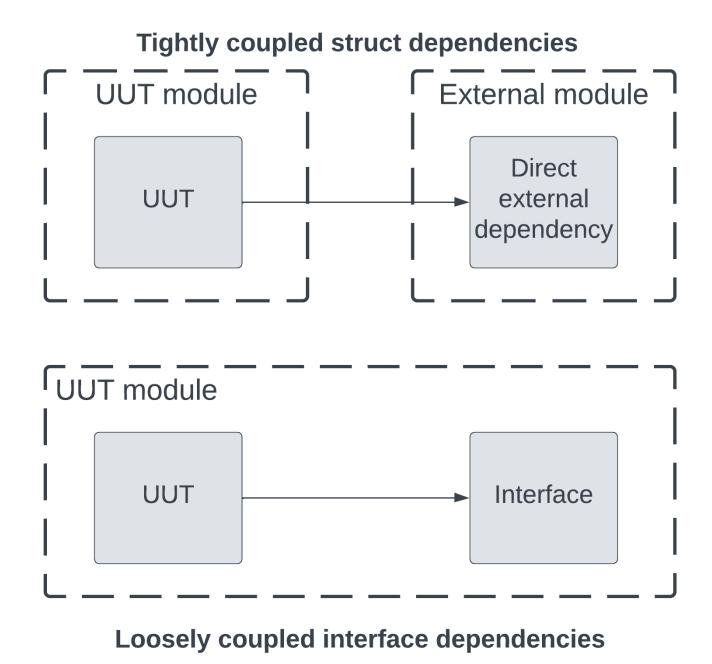 Tightly coupled struct dependencies
UUT module
External module
UUT
Direct
external
dependency
UUT module
UUT
Interface
Loosely coupled interface dependencies